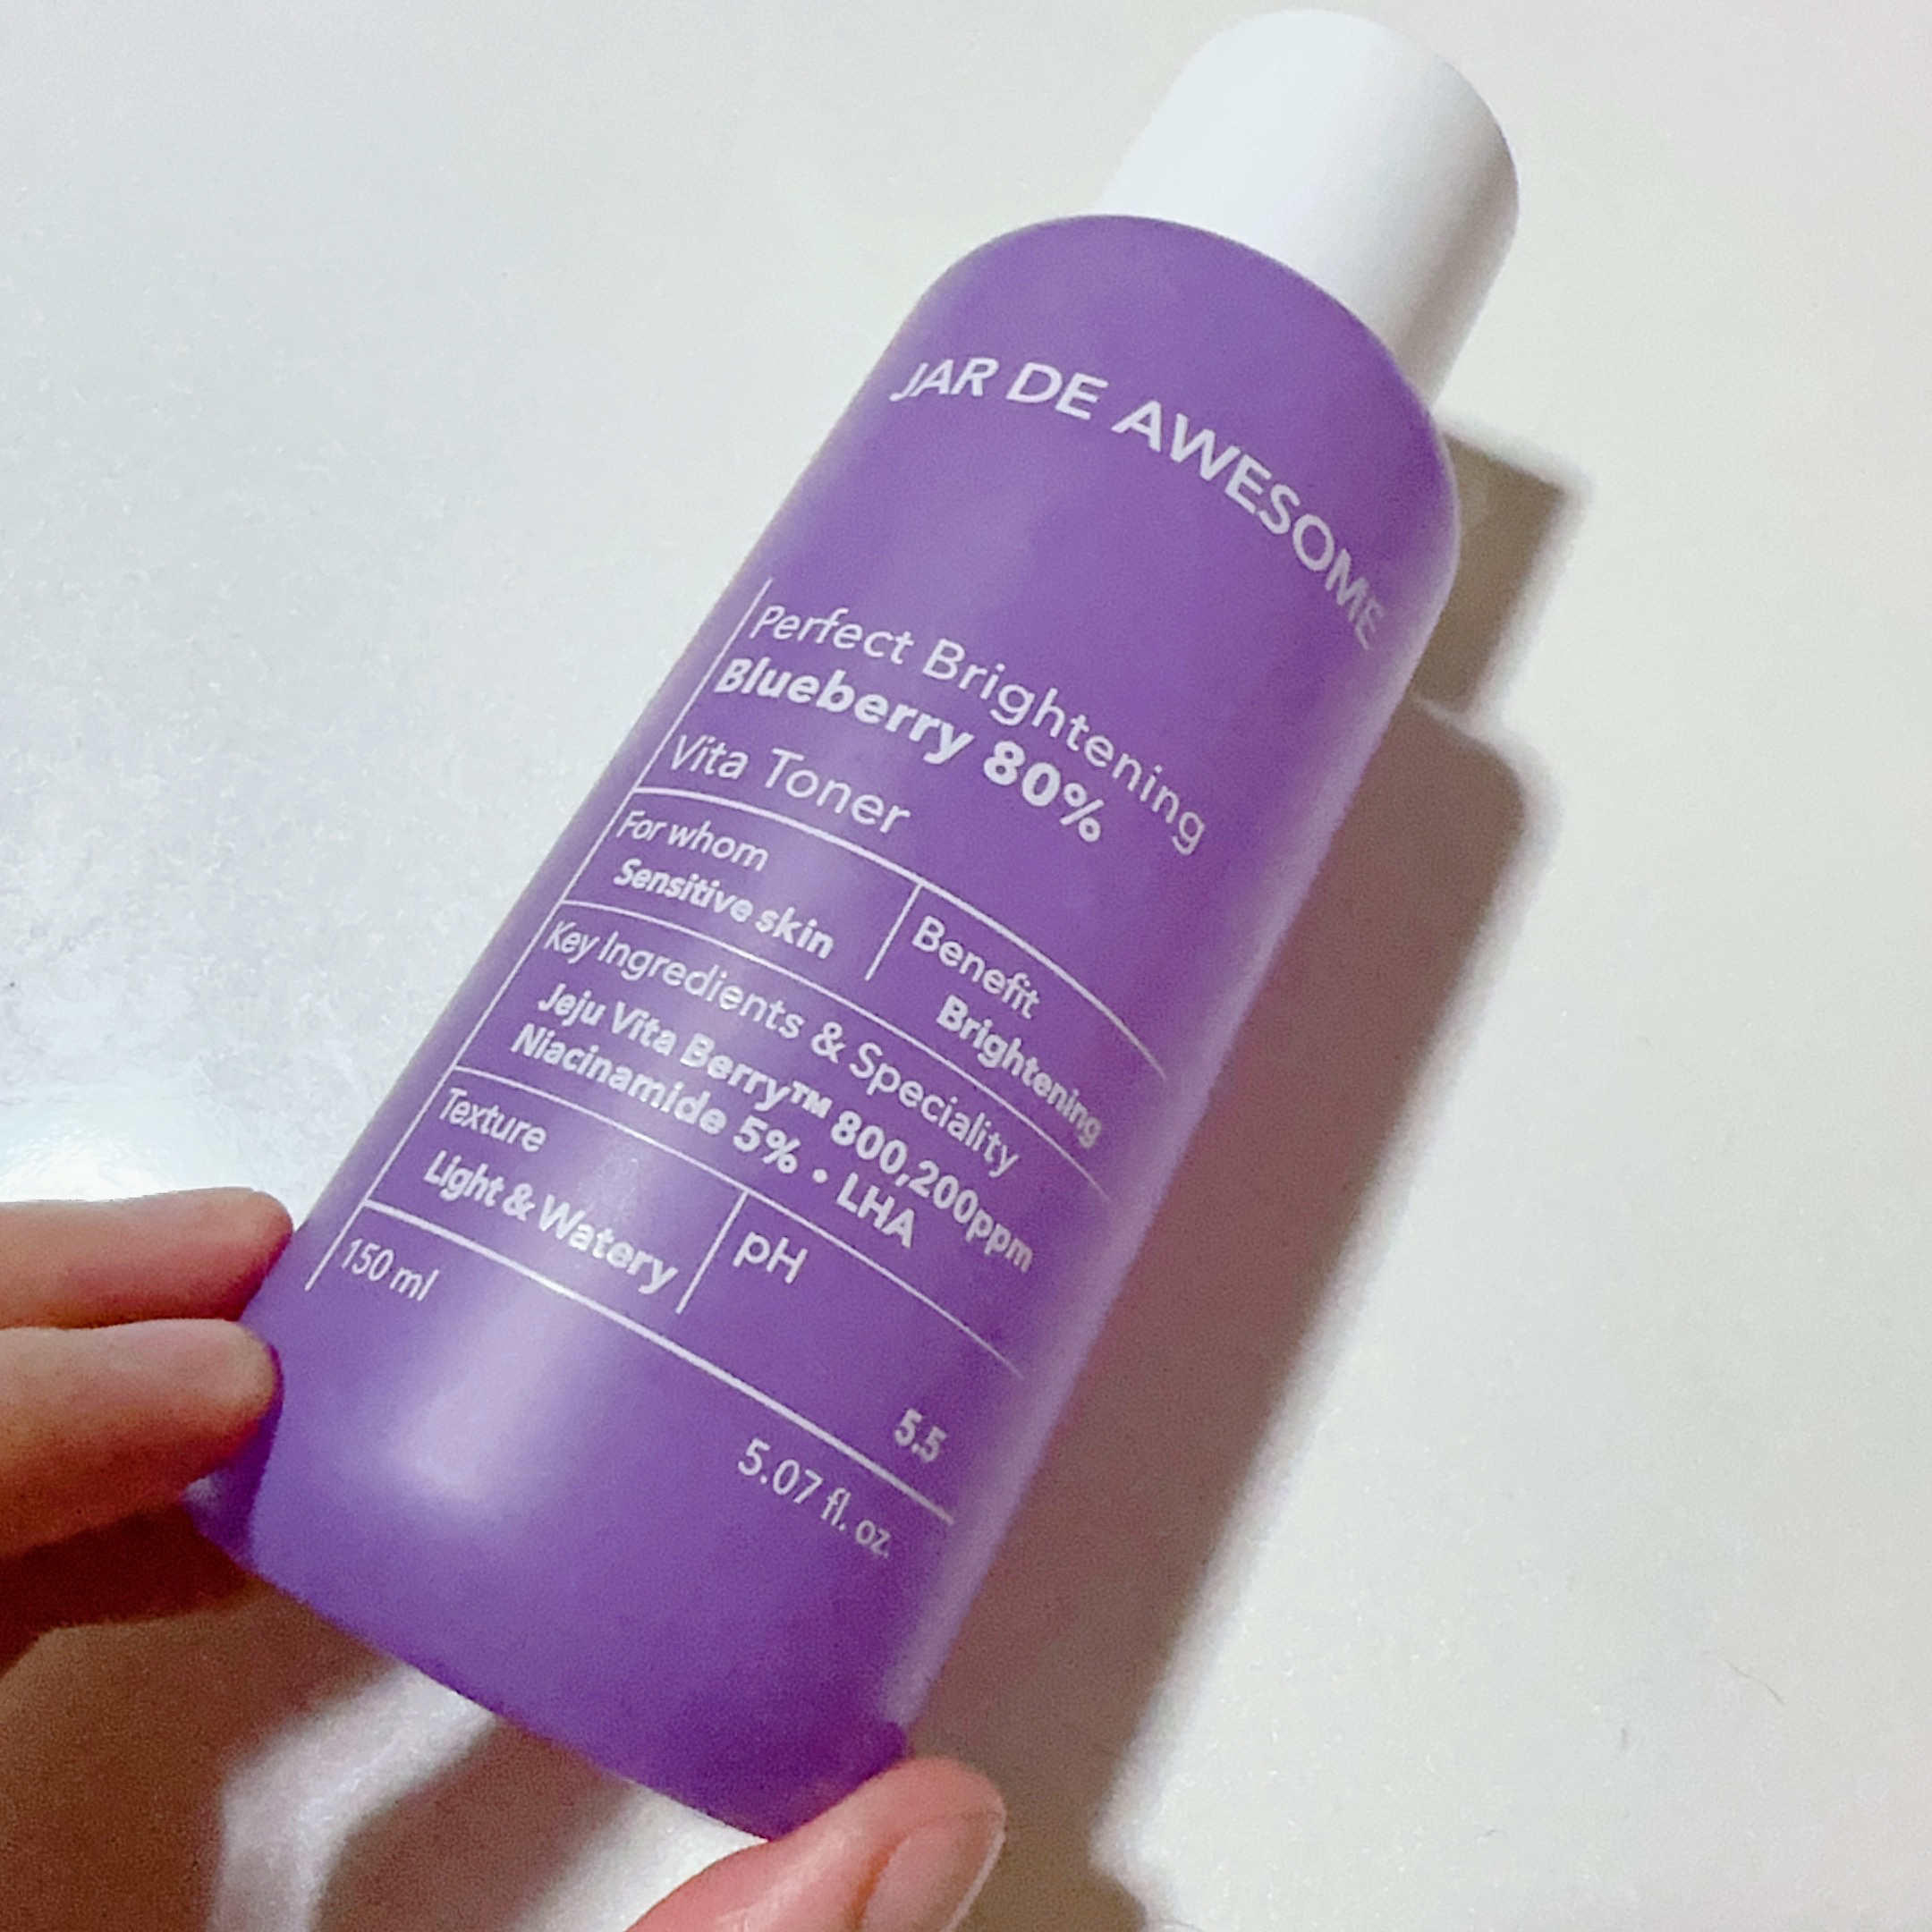 JAR DE AWESOME
Perfect Brightening
Blueberry 80%
Vita Toner
For whom
Sensitive skin
Benefit
Brightening
Key Ingredients & Speciality
Jeju Vita Berry™ 800,200ppm
Niacinamide 5% • LHA
Texture
Light & Watery
pH
5.5
150 ml
5.07 fl. oz.